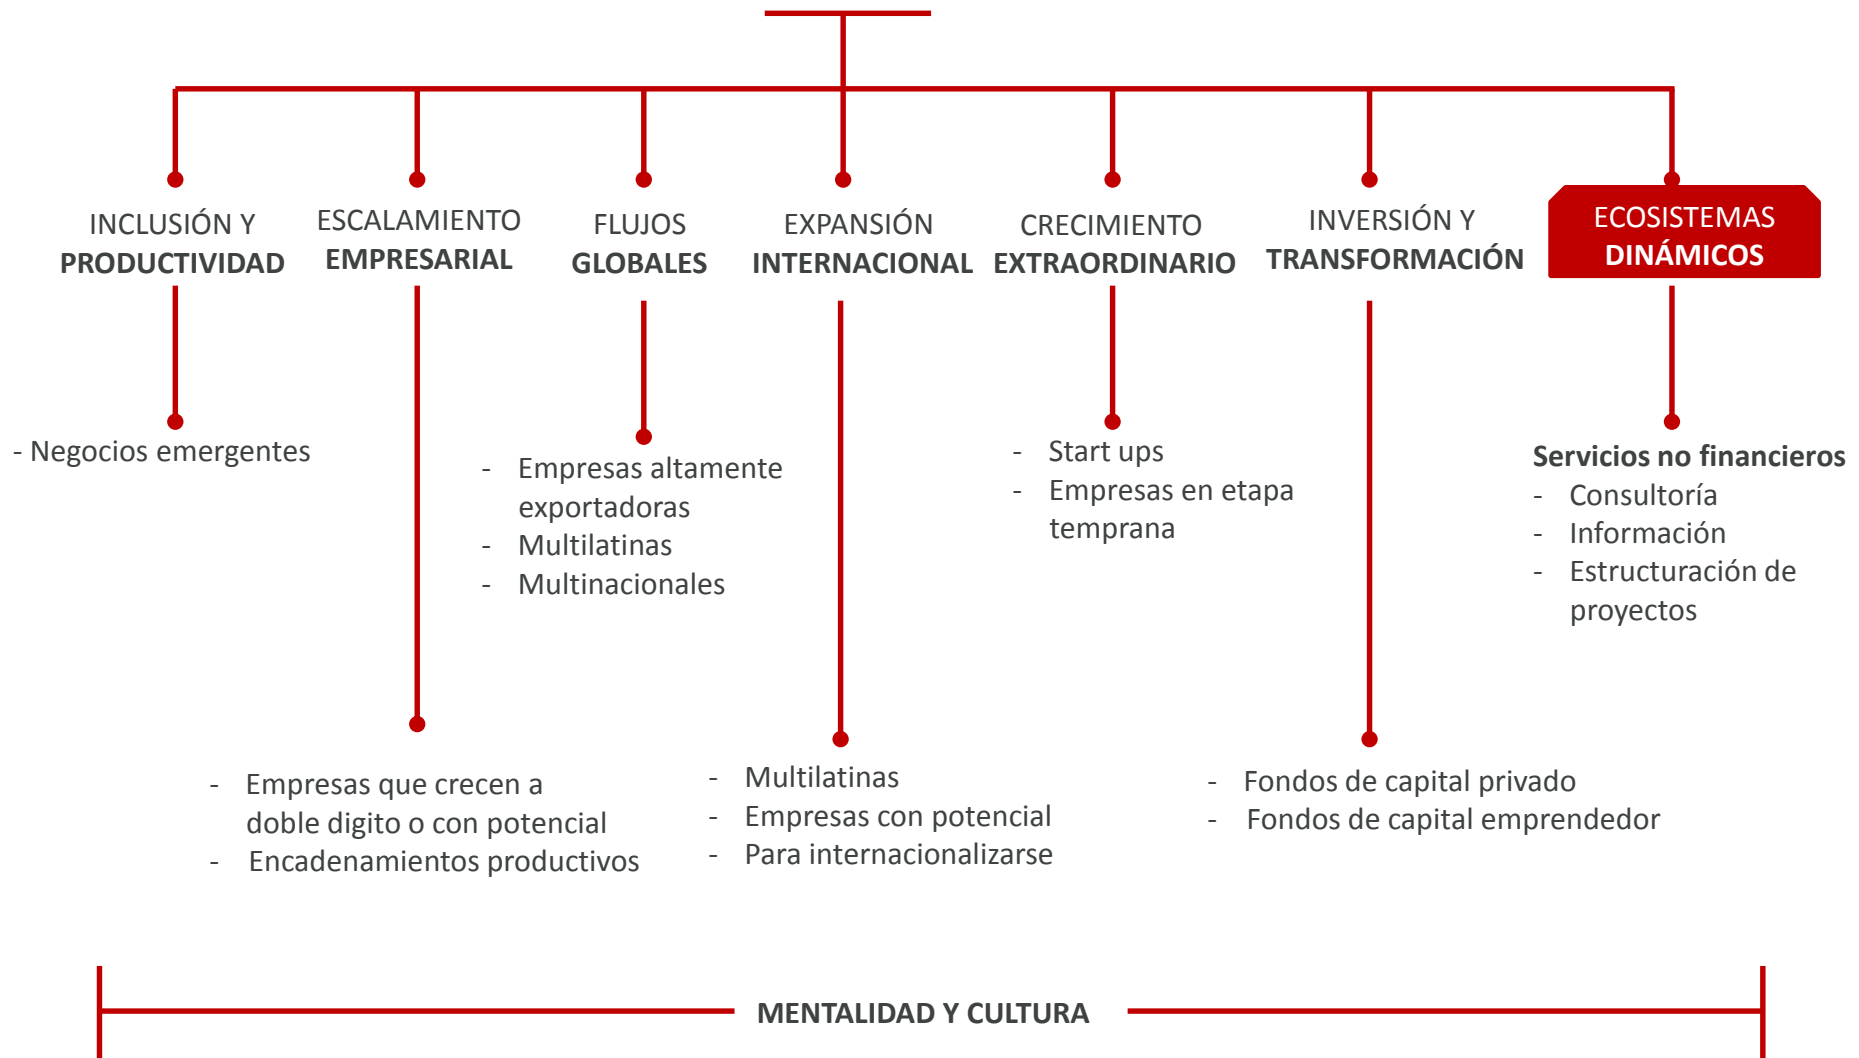 INCLUSIÓN Y
PRODUCTIVIDAD
ESCALAMIENTO
EMPRESARIAL
FLUJOS
GLOBALES
EXPANSIÓN
INTERNACIONAL
CRECIMIENTO
EXTRAORDINARIO
INVERSIÓN Y
TRANSFORMACIÓN
ECOSISTEMAS
DINÁMICOS
- Negocios emergentes
- Empresas altamente
exportadoras
- Multilatinas
- Multinacionales
- Start ups
- Empresas en etapa
temprana
Servicios no financieros
- Consultoría
- Información
- Estructuración de
proyectos
- Empresas que crecen a
doble digito o con potencial
- Encadenamientos productivos
- Multilatinas
- Empresas con potencial
- Para internacionalizarse
- Fondos de capital privado
- Fondos de capital emprendedor
MENTALIDAD Y CULTURA